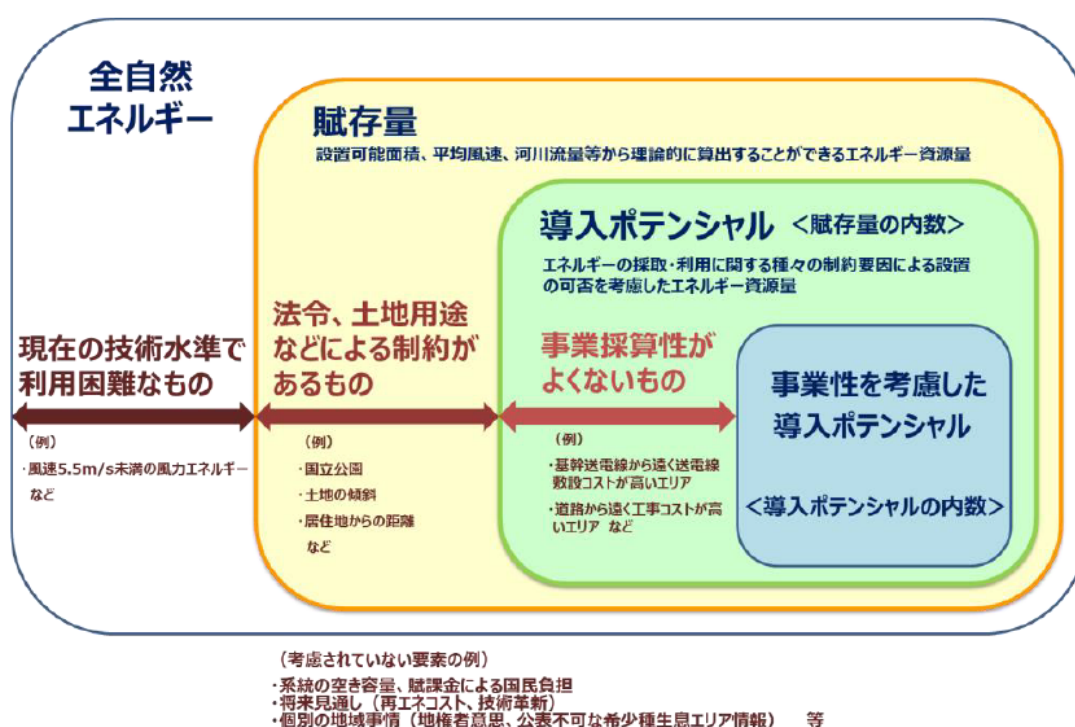 全自然
エネルギー
賦存量
設置可能面積、平均風速、河川流量等から理論的に算出することができるエネルギー資源量
導入ポテンシャル <賦存量の内数>
エネルギーの採取・利用に関する種々の制約要因による設置
の可否を考慮したエネルギー資源量
現在の技術水準で
利用困難なもの
(例)
・風速5.5m/s未満の風力エネルギー
など
法令、土地用途
などによる制約が
あるもの
(例)
・国立公園
・土地の傾斜
・居住地からの距離
など
事業採算性が
よくないもの
(例)
・基幹送電線から遠く送電線
敷設コストが高いエリア
・道路から遠く工事コストが高
いエリア など
事業性を考慮した
導入ポテンシャル
<導入ポテンシャルの内数>
(考慮されていない要素の例)
・系統の空き容量、賦課金による国民負担
・将来見通し(再エネコスト、技術革新)
・個別の地域事情(地権者意思、公表不可な希少種生息エリア情報) 等